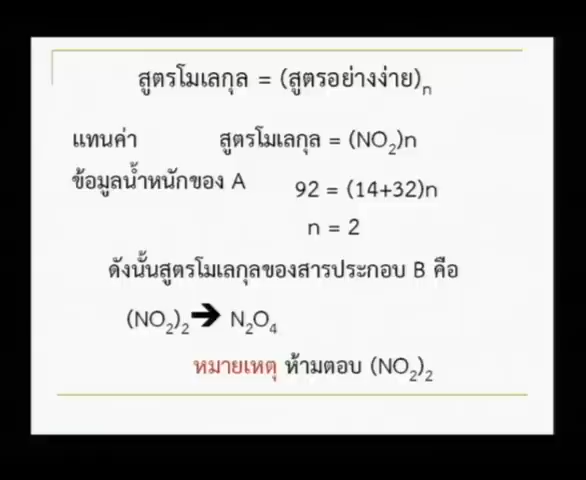 สูตรโมเลกุล = (สูตรอย่างง่าย)n
แทนค่า สูตรโมเลกุล = (NO2)n
ข้อมูลน้ำหนักของ A 92 = (14+32)n
n = 2
ดังนั้นสูตรโมเลกุลของสารประกอบ B คือ
(NO2)2 ➔ N2O4
หมายเหตุ ห้ามตอบ (NO2)2